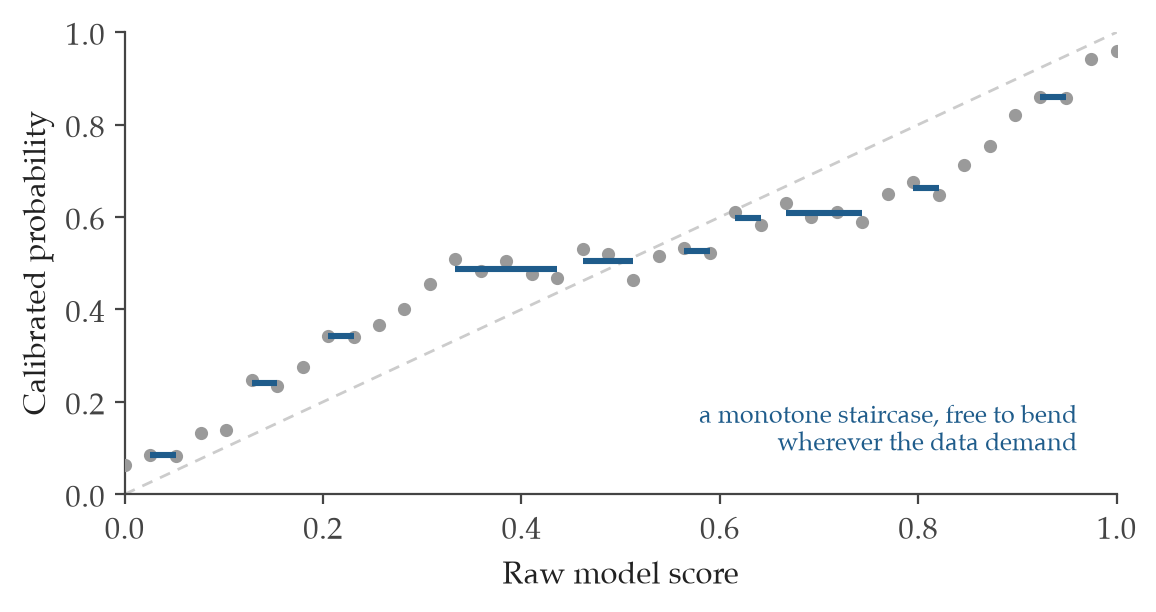 1.0
0.8
0.6
0.4
0.2
0.0
Calibrated probability
a monotone staircase, free to bend
wherever the data demand
0.0 0.2 0.4 0.6 0.8 1.0
Raw model score